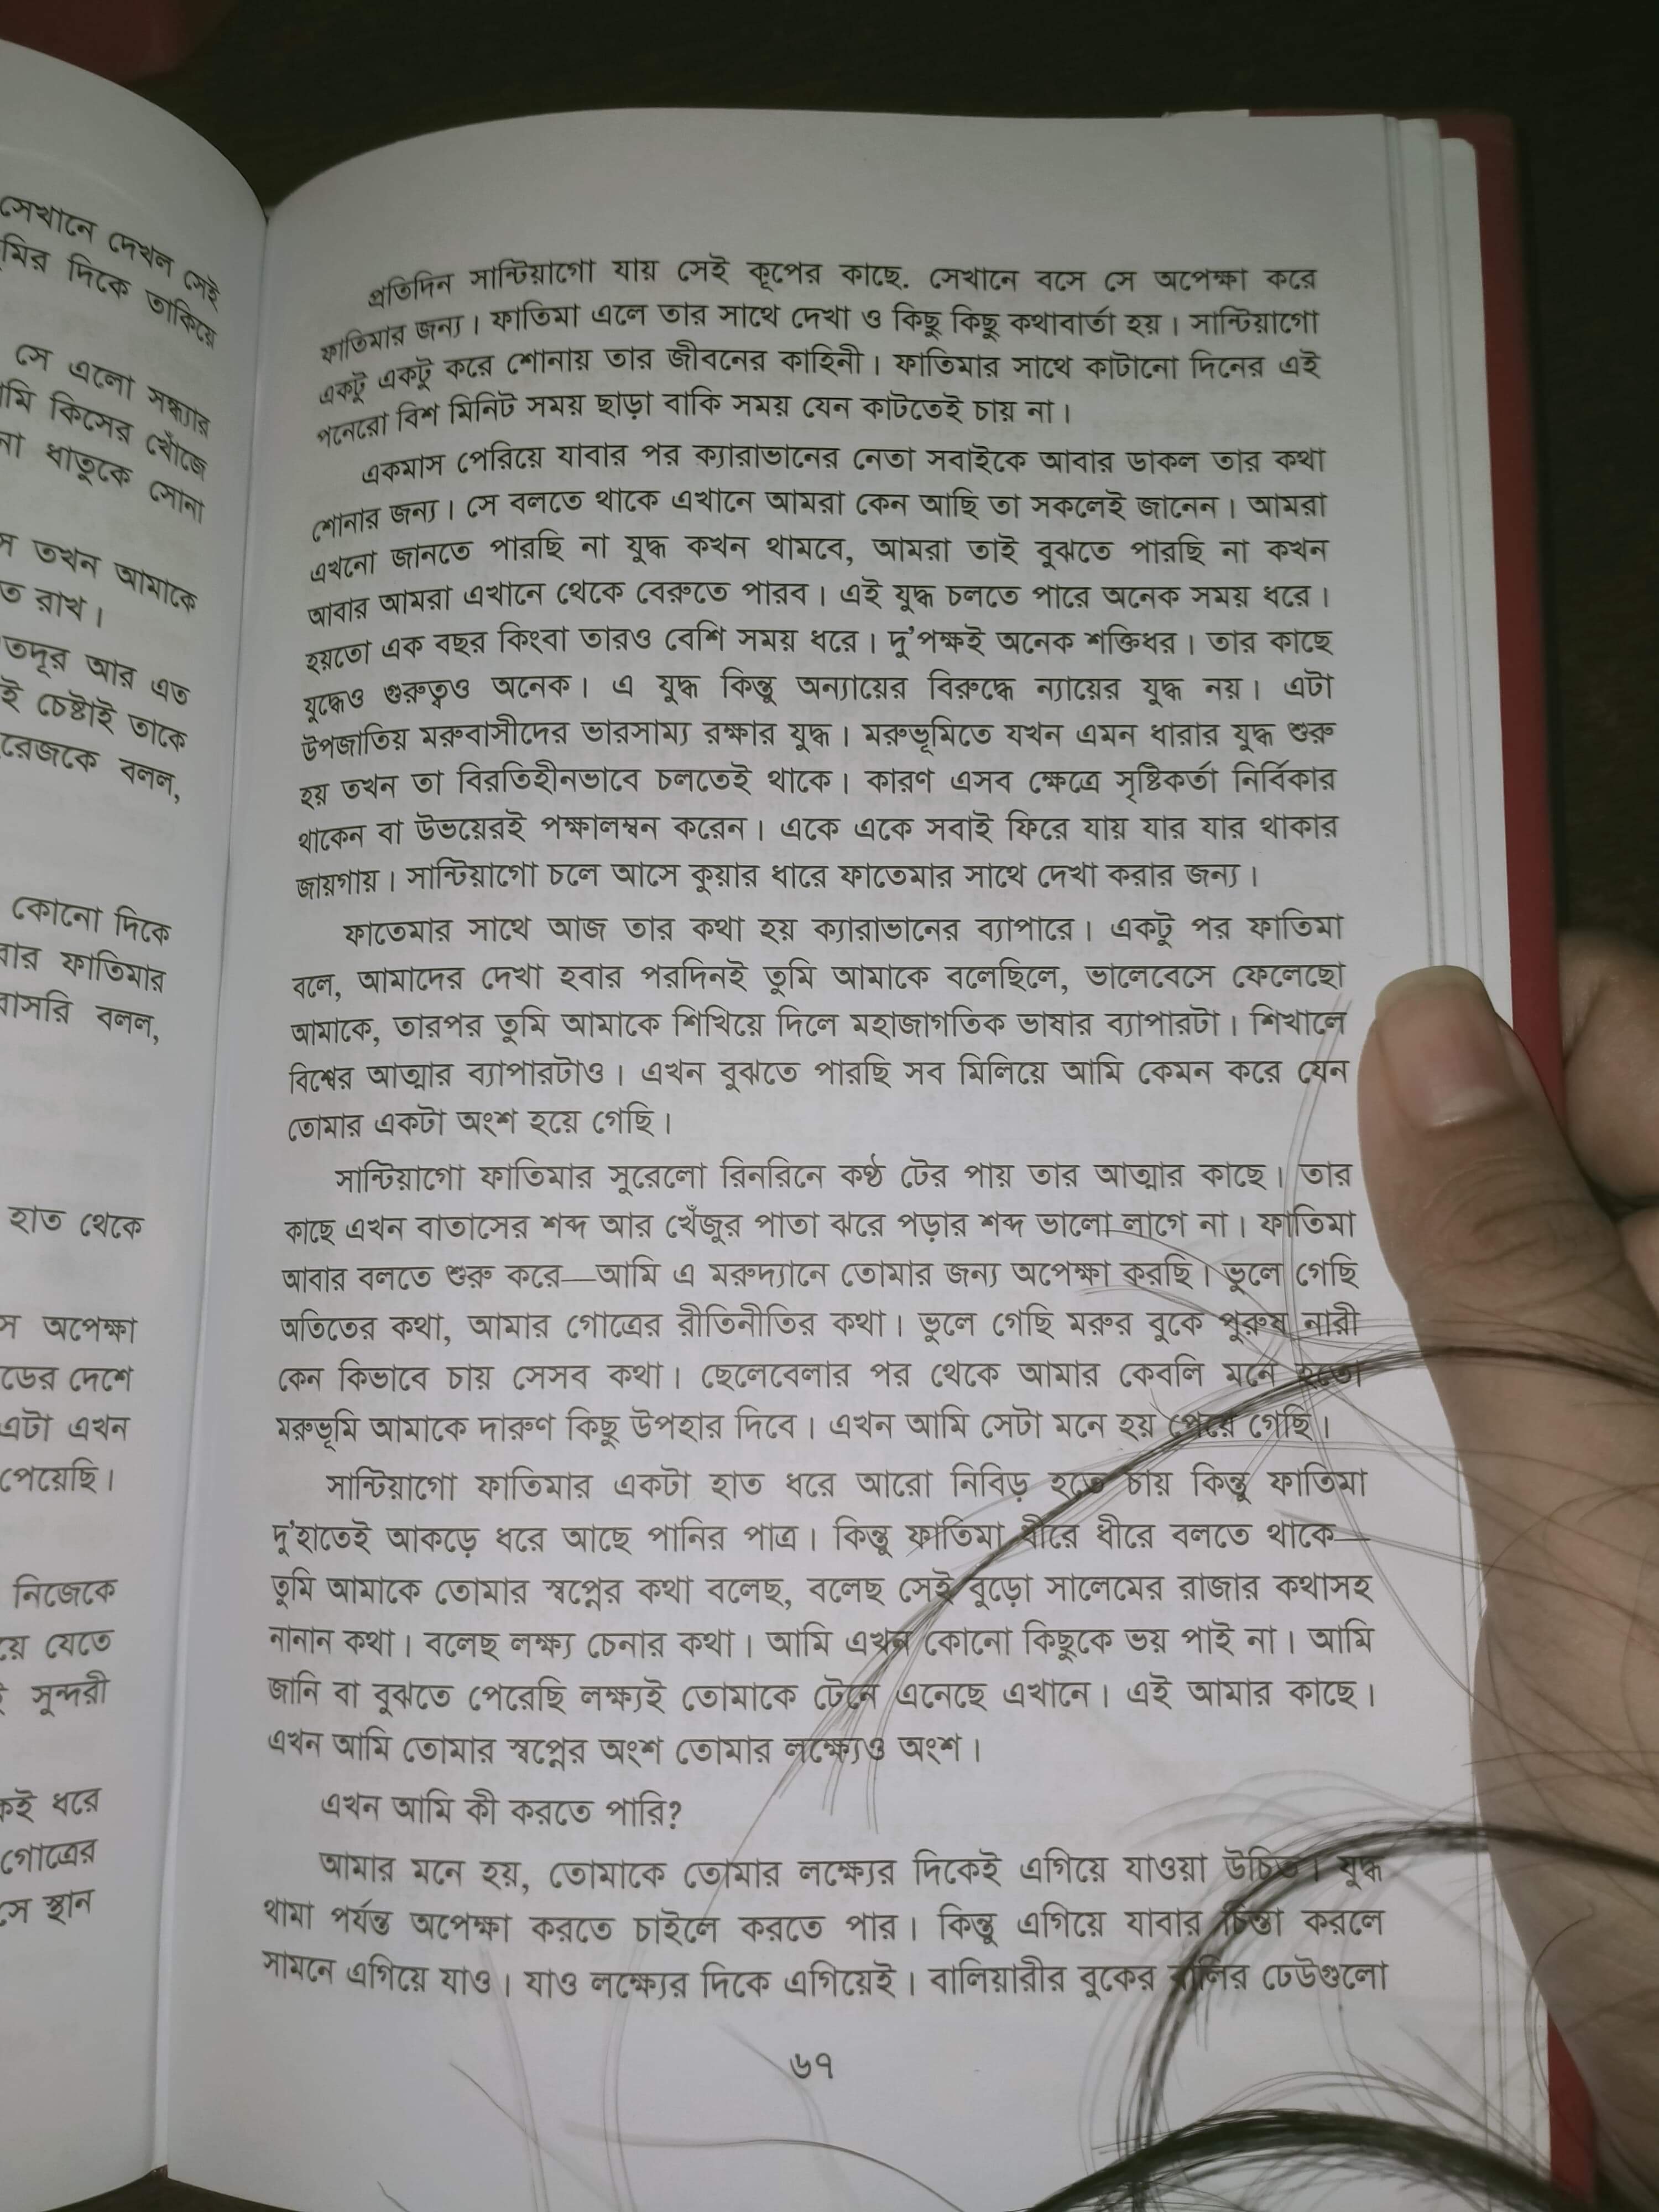 সেখানে দেখল সেই
দিকে তাকিয়ে
সে এলো সন্ধ্যার
কিসের খোঁজে
ধাতুকে সোনা
তখন আমাকে
রাখ।
আর এত
চেষ্টাই তাকে
বলল,
কোনো দিকে
ফাতিমার
বলল,
হাত থেকে
অপেক্ষা
দেশে
এটা এখন
পেয়েছি।
নিজেকে
যেতে
সুন্দরী
ধরে
গোত্রের
স্থান
প্রতিদিন সান্টিয়াগো যায় সেই কূপের কাছে. সেখানে বসে সে অপেক্ষা করে
ফাতিমার জন্য। ফাতিমা এলে তার সাথে দেখা ও কিছু কিছু কথাবার্তা হয়। সান্টিয়াগো
একটু একটু করে শোনায় তার জীবনের কাহিনী। ফাতিমার সাথে কাটানো দিনের এই
পনেরো বিশ মিনিট সময় ছাড়া বাকি সময় যেন কাটতেই চায় না।
একমাস পেরিয়ে যাবার পর ক্যারাভানের নেতা সবাইকে আবার ডাকল তার কথা
শোনার জন্য। সে বলতে থাকে এখানে আমরা কেন আছি তা সকলেই জানেন। আমরা
এখনো জানতে পারছি না যুদ্ধ কখন থামবে, আমরা তাই বুঝতে পারছি না কখন
আবার আমরা এখানে থেকে বেরুতে পারব। এই যুদ্ধ চলতে পারে অনেক সময় ধরে।
হয়তো এক বছর কিংবা তারও বেশি সময় ধরে। দু'পক্ষই অনেক শক্তিধর। তার কাছে
যুদ্ধেও গুরুত্বও অনেক। এ যুদ্ধ কিন্তু অন্যায়ের বিরুদ্ধে ন্যায়ের যুদ্ধ নয়। এটা
উপজাতিয় মরুবাসীদের ভারসাম্য রক্ষার যুদ্ধ। মরুভূমিতে যখন এমন ধারার যুদ্ধ শুরু
হয় তখন তা বিরতিহীনভাবে চলতেই থাকে। কারণ এসব ক্ষেত্রে সৃষ্টিকর্তা নির্বিকার
থাকেন বা উভয়েরই পক্ষালম্বন করেন। একে একে সবাই ফিরে যায় যার যার থাকার
জায়গায়। সান্টিয়াগো চলে আসে কুয়ার ধারে ফাতেমার সাথে দেখা করার জন্য।
ফাতেমার সাথে আজ তার কথা হয় ক্যারাভানের ব্যাপারে। একটু পর ফাতিমা
বলে, আমাদের দেখা হবার পরদিনই তুমি আমাকে বলেছিলে, ভালেবেসে ফেলেছো
আমাকে, তারপর তুমি আমাকে শিখিয়ে দিলে মহাজাগতিক ভাষার ব্যাপারটা। শিখালে
বিশ্বের আত্মার ব্যাপারটাও। এখন বুঝতে পারছি সব মিলিয়ে আমি কেমন করে যেন
তোমার একটা অংশ হয়ে গেছি।
সান্টিয়াগো ফাতিমার সুরেলো রিনরিনে কণ্ঠ টের পায় তার আত্মার কাছে। তার
কাছে এখন বাতাসের শব্দ আর খেঁজুর পাতা ঝরে পড়ার শব্দ ভালো লাগে না। ফাতিমা
আবার বলতে শুরু করে—আমি এ মরুদ্যানে তোমার জন্য অপেক্ষা করছি। ভুলে গেছি
অতিতের কথা, আমার গোত্রের রীতিনীতির কথা। ভুলে গেছি মরুর বুকে পুরুষ নারী
কেন কিভাবে চায় সেসব কথা। ছেলেবেলার পর থেকে আমার কেবলি মনে হতো
মরুভূমি আমাকে দারুণ কিছু উপহার দিবে। এখন আমি সেটা মনে হয় পেয়ে গেছি।
সান্টিয়াগো ফাতিমার একটা হাত ধরে আরো নিবিড় হতে চায় কিন্তু ফাতিমা
দু'হাতেই আকড়ে ধরে আছে পানির পাত্র। কিন্তু ফাতিমা ধীরে ধীরে বলতে থাকে—
তুমি আমাকে তোমার স্বপ্নের কথা বলেছ, বলেছ সেই বুড়ো সালেমের রাজার কথাসহ
নানান কথা। বলেছ লক্ষ্য চেনার কথা। আমি এখন কোনো কিছুকে ভয় পাই না। আমি
জানি বা বুঝতে পেরেছি লক্ষ্যই তোমাকে টেনে এনেছে এখানে। এই আমার কাছে।
এখন আমি তোমার স্বপ্নের অংশ তোমার লক্ষ্যেও অংশ।
এখন আমি কী করতে পারি?
আমার মনে হয়, তোমাকে তোমার লক্ষ্যের দিকেই এগিয়ে যাওয়া উচিত। যুদ্ধ
থামা পর্যন্ত অপেক্ষা করতে চাইলে করতে পার। কিন্তু এগিয়ে যাবার চিন্তা করলে
সামনে এগিয়ে যাও। যাও লক্ষ্যের দিকে এগিয়েই। বালিয়ারীর বুকের বালির ঢেউগুলো
৬৭